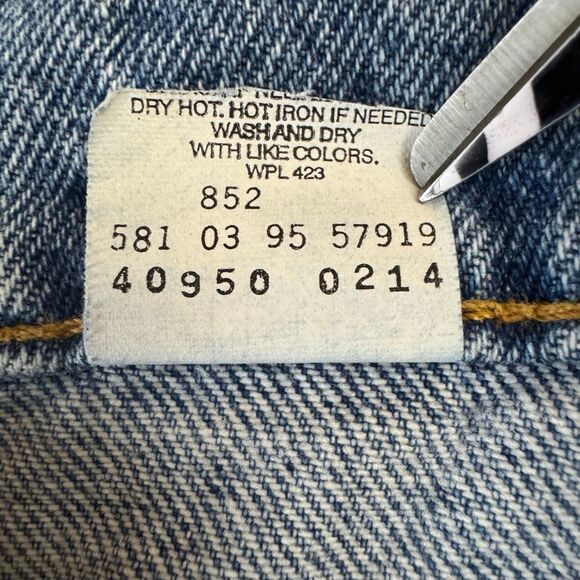 DRY HOT. HOT IRON IF NEEDED
WASH AND DRY
WITH LIKE COLORS.
WPL 423
852
581 03 95 57919
40950 0214